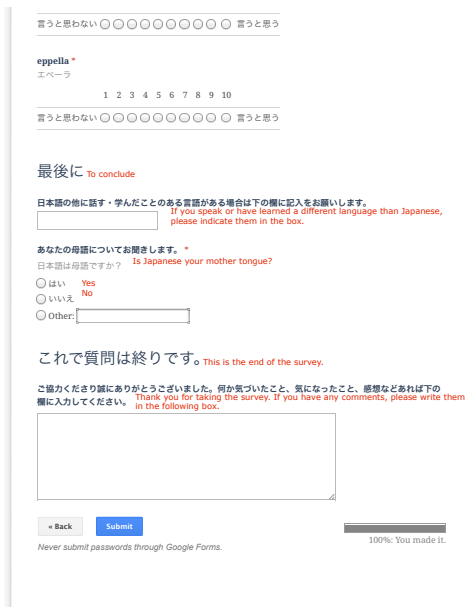 言うと思わない 言うと思う
eppella *
エペーラ
1 2 3 4 5 6 7 8 9 10
言うと思わない 言うと思う
最後に To conclude
日本語の他に話す・学んだことのある言語がある場合は下の欄に記入をお願いします。
If you speak or have learned a different language than Japanese,
please indicate them in the box.
あなたの母語についてお聞きします。 *
日本語は母語ですか？ Is Japanese your mother tongue?
はい Yes
いいえ No
Other:
これで質問は終りです。 This is the end of the survey.
ご協力くださり誠にありがとうございました。何か気づいたこと、気になったこと、感想などあれば下の
欄に入力してください。 Thank you for taking the survey. If you have any comments, please write them
in the following box.
« Back Submit
100%: You made it.
Never submit passwords through Google Forms.